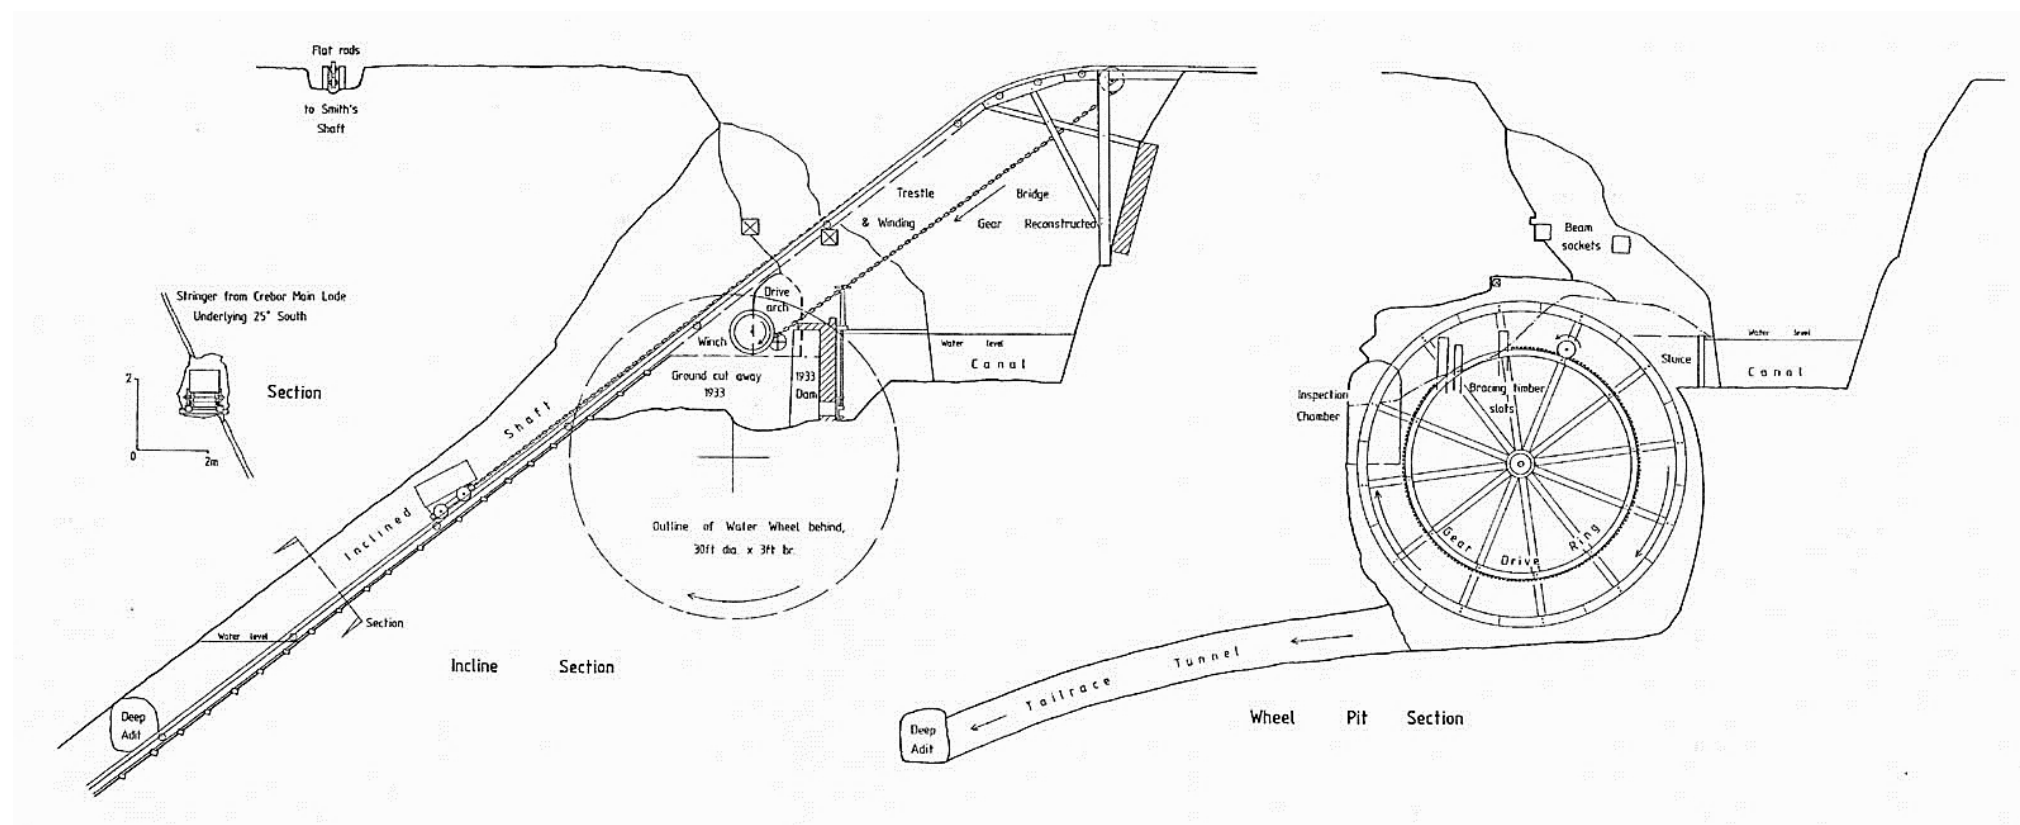 Flat rods
to Smith's
Shaft
Stringer from Crebor Main Lode
Underlying 25° South
2
0
2m
Section
Trestle Bridge
& Winding Gear Reconstructed
Drive
arch
Winch
Ground cut away
1933
1933
Dam
Water level
Canal
Inclined Shaft
Outline of Water Wheel behind,
30ft dia. x 3ft br.
Section
Water level
Deep
Adit
Incline Section
Beam
sockets
Water level
Sluice
Canal
Inspection
Chamber
Bracing timber
slots
Gear Drive Ring
Tailrace Tunnel
Deep
Adit
Wheel Pit Section